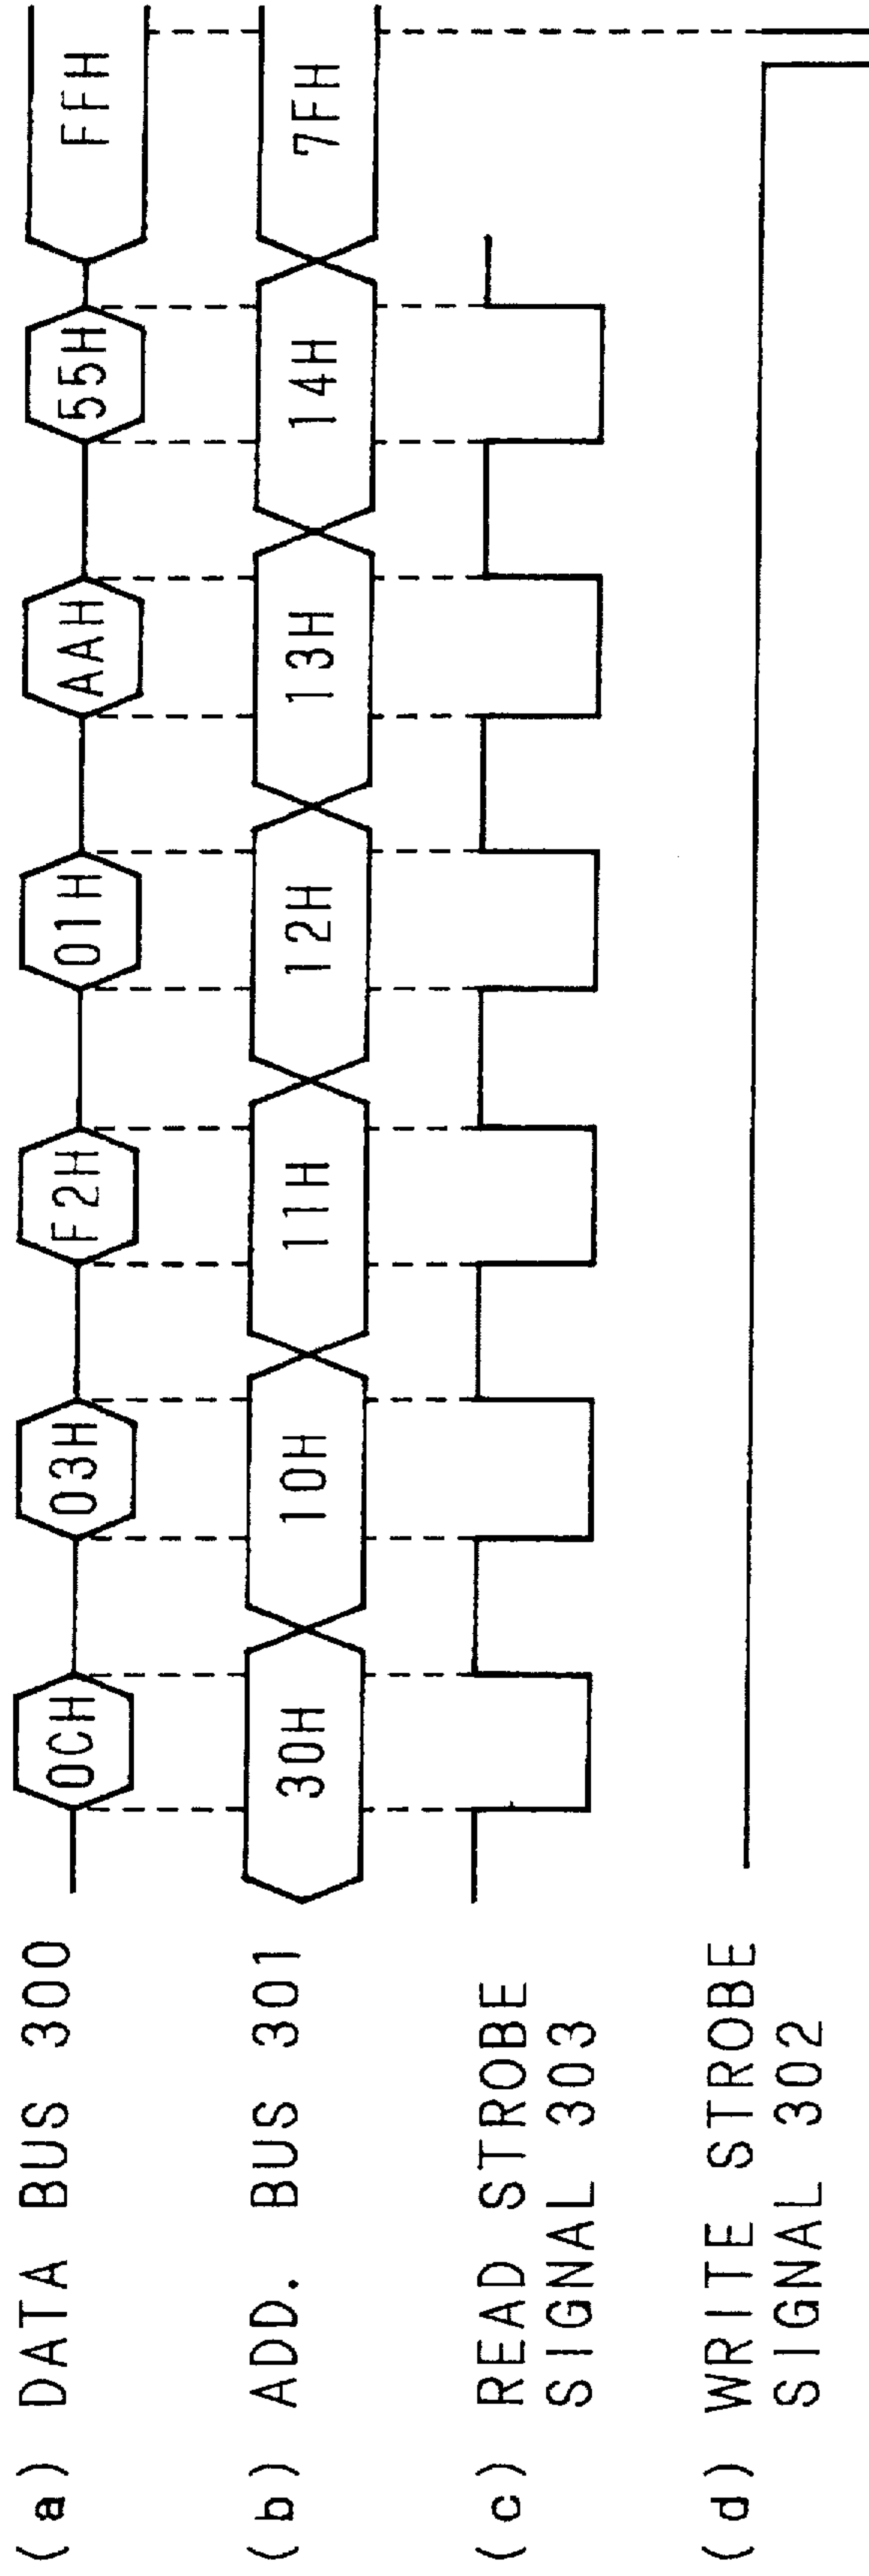 (a) DATA BUS 300
0CH 03H F2H 01H AAH 55H FFH
(b) ADD. BUS 301
30H 10H 11H 12H 13H 14H 7FH
(c) READ STROBE
SIGNAL 303
(d) WRITE STROBE
SIGNAL 302